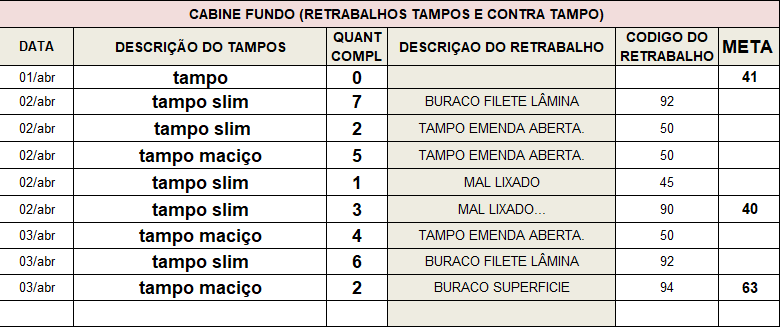 CABINE FUNDO (RETRABALHOS TAMPOS E CONTRA TAMPO)
DATA DESCRIÇÃO DO TAMPOS QUANT COMPL DESCRIÇAO DO RETRABALHO CODIGO DO RETRABALHO META
01/abr tampo 0 41
02/abr tampo slim 7 BURACO FILETE LÂMINA 92
02/abr tampo slim 2 TAMPO EMENDA ABERTA. 50
02/abr tampo maciço 5 TAMPO EMENDA ABERTA. 50
02/abr tampo slim 1 MAL LIXADO 45
02/abr tampo slim 3 MAL LIXADO... 90 40
03/abr tampo maciço 4 TAMPO EMENDA ABERTA. 50
03/abr tampo slim 6 BURACO FILETE LÂMINA 92
03/abr tampo maciço 2 BURACO SUPERFICIE 94 63